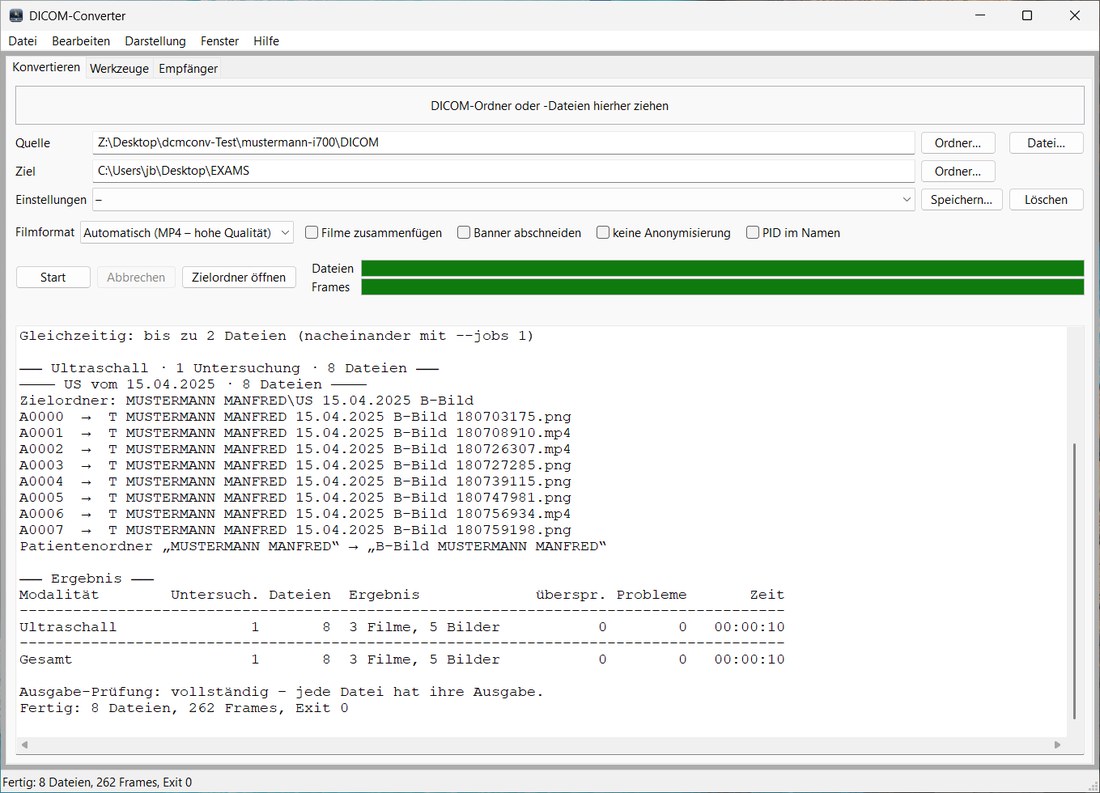 DICOM-Converter
Datei Bearbeiten Darstellung Fenster Hilfe
Konvertieren Werkzeuge Empfänger
DICOM-Ordner oder -Dateien hierher ziehen
Quelle Z:\Desktop\dcmconv-Test\mustermann-i700\DICOM Ordner... Datei...
Ziel C:\Users\jb\Desktop\EXAMS Ordner...
Einstellungen – Speichern... Löschen
Filmformat Automatisch (MP4 – hohe Qualität) Filme zusammenfügen Banner abschneiden keine Anonymisierung PID im Namen
Start Abbrechen Zielordner öffnen
Dateien
Frames
Gleichzeitig: bis zu 2 Dateien (nacheinander mit --jobs 1)
─── Ultraschall · 1 Untersuchung · 8 Dateien ───
──── US vom 15.04.2025 · 8 Dateien ────
Zielordner: MUSTERMANN MANFRED\US 15.04.2025 B-Bild
A0000 → T MUSTERMANN MANFRED 15.04.2025 B-Bild 180703175.png
A0001 → T MUSTERMANN MANFRED 15.04.2025 B-Bild 180708910.mp4
A0002 → T MUSTERMANN MANFRED 15.04.2025 B-Bild 180726307.mp4
A0003 → T MUSTERMANN MANFRED 15.04.2025 B-Bild 180727285.png
A0004 → T MUSTERMANN MANFRED 15.04.2025 B-Bild 180739115.png
A0005 → T MUSTERMANN MANFRED 15.04.2025 B-Bild 180747981.png
A0006 → T MUSTERMANN MANFRED 15.04.2025 B-Bild 180756934.mp4
A0007 → T MUSTERMANN MANFRED 15.04.2025 B-Bild 180759198.png
Patientenordner „MUSTERMANN MANFRED“ → „B-Bild MUSTERMANN MANFRED“
─── Ergebnis ───
Modalität Untersuch. Dateien Ergebnis überspr. Probleme Zeit
Ultraschall 1 8 3 Filme, 5 Bilder 0 0 00:00:10
Gesamt 1 8 3 Filme, 5 Bilder 0 0 00:00:10
Ausgabe-Prüfung: vollständig – jede Datei hat ihre Ausgabe.
Fertig: 8 Dateien, 262 Frames, Exit 0
Fertig: 8 Dateien, 262 Frames, Exit 0